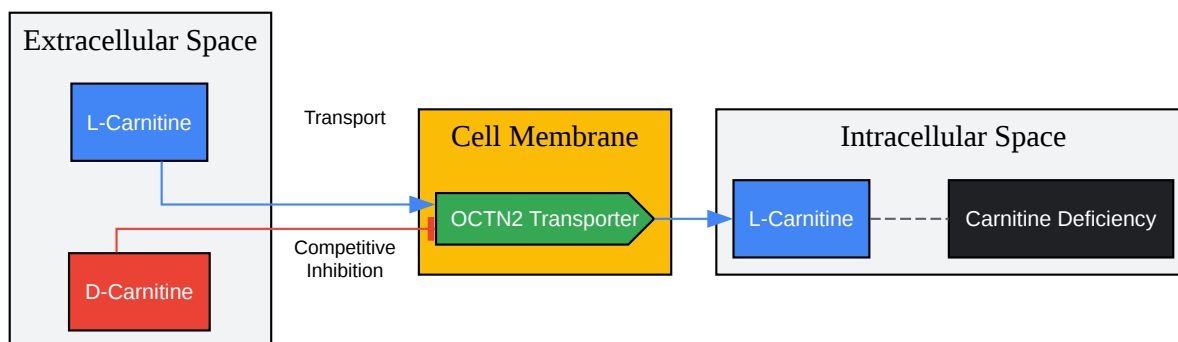 Extracellular Space
L-Carnitine
D-Carnitine
Transport
Competitive
Inhibition
Cell Membrane
OCTN2 Transporter
Intracellular Space
L-Carnitine
Carnitine Deficiency